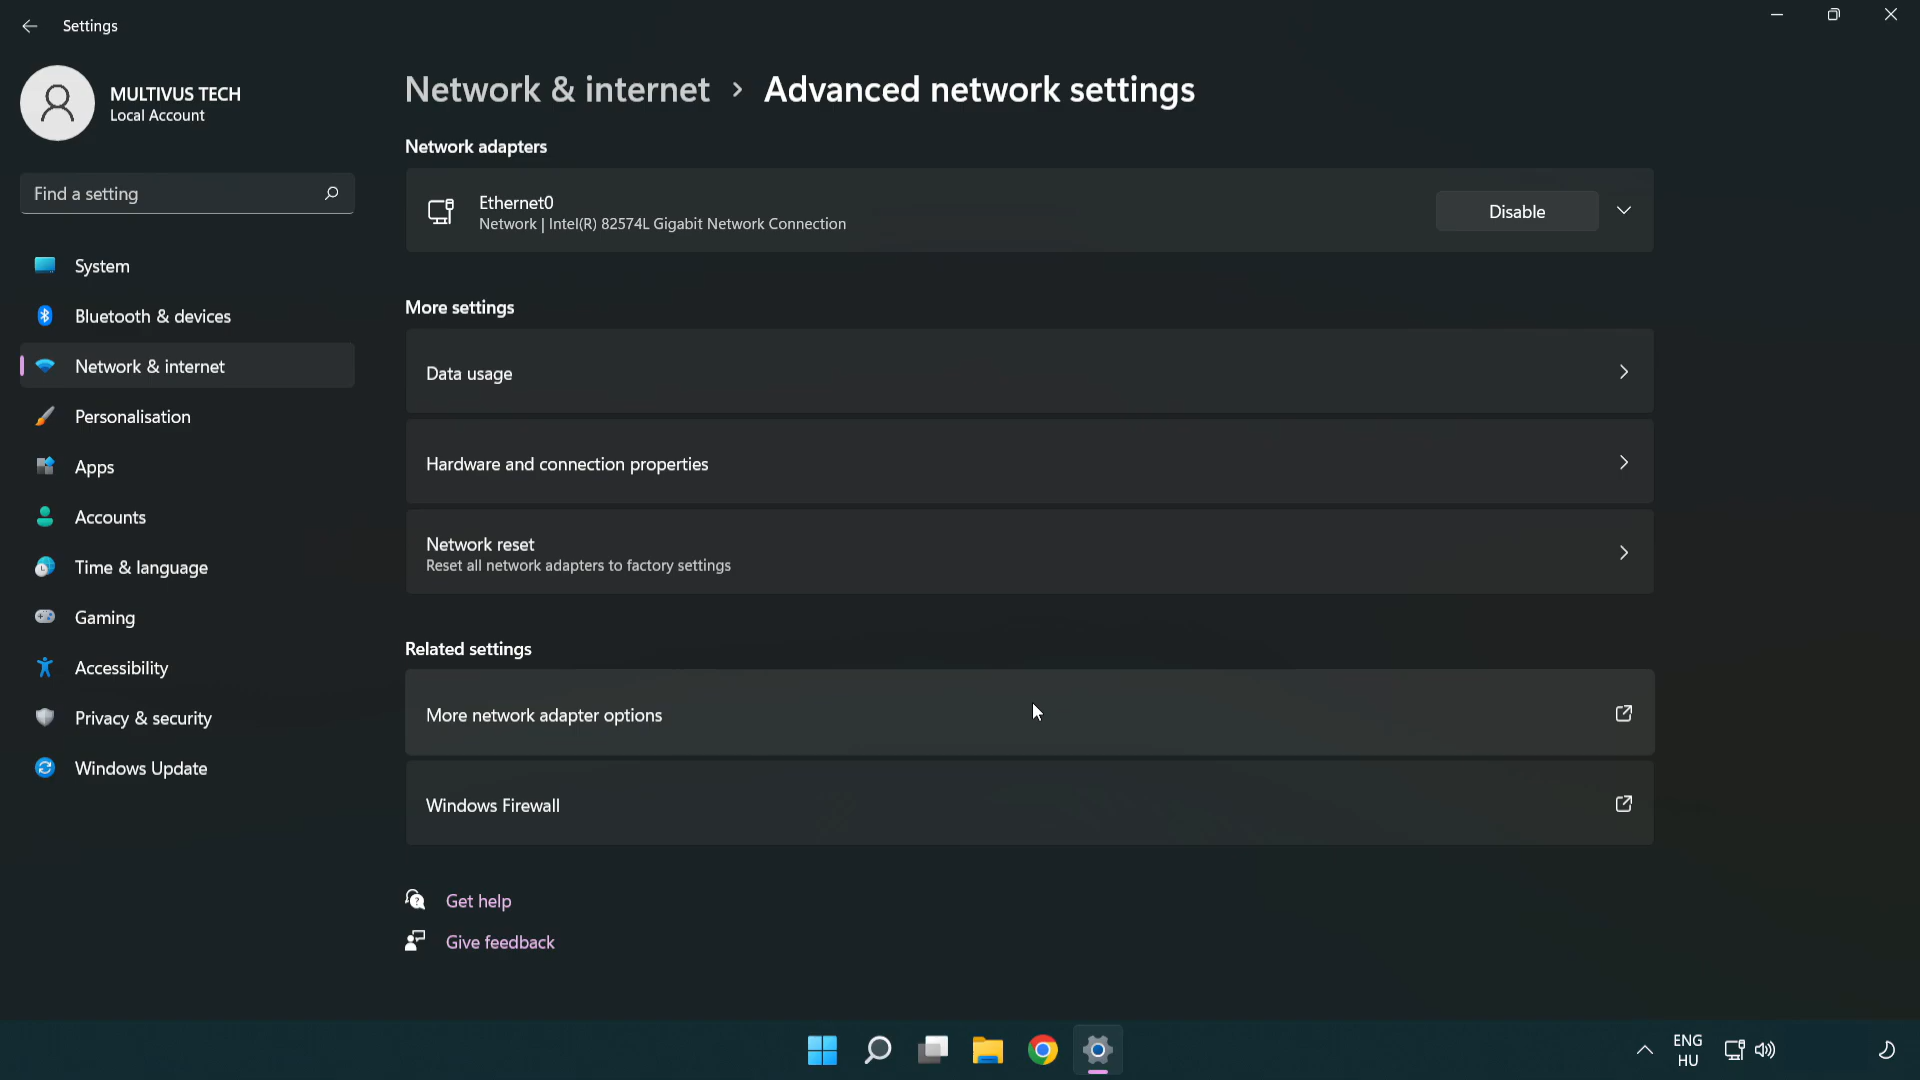 Settings
MULTIVUS TECH
Local Account
Find a setting
System
Bluetooth & devices
Network & internet
Personalisation
Apps
Accounts
Time & language
Gaming
Accessibility
Privacy & security
Windows Update
Network & internet > Advanced network settings
Network adapters
Ethernet0
Network | Intel(R) 82574L Gigabit Network Connection
Disable
More settings
Data usage
Hardware and connection properties
Network reset
Reset all network adapters to factory settings
Related settings
More network adapter options
Windows Firewall
Get help
Give feedback
ENG
HU